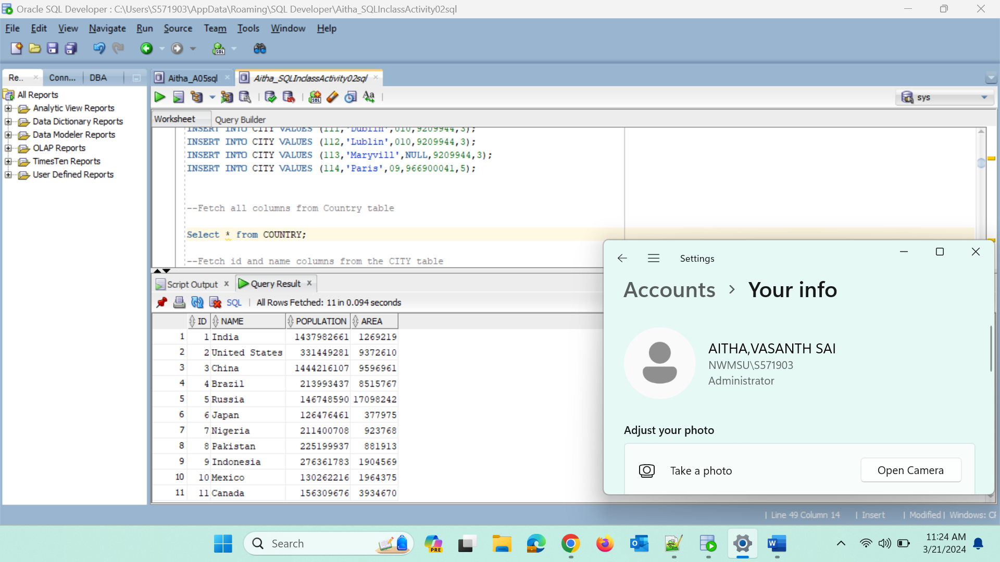 Oracle SQL Developer : C:\Users\S571903\AppData\Roaming\SQL Developer\Aitha_SQLInclassActivity02sql
File Edit View Navigate Run Source Team Tools Window Help
Re.. Conn... DBA
Aitha_A05sql Aitha_SQLInclassActivity02sql
All Reports
Analytic View Reports
Data Dictionary Reports
Data Modeler Reports
OLAP Reports
TimesTen Reports
User Defined Reports
sys
Worksheet Query Builder
INSERT INTO CITY VALUES (111,'Dublin',010,9209944,3);
INSERT INTO CITY VALUES (112,'Lublin',010,9209944,3);
INSERT INTO CITY VALUES (113,'Maryvill',NULL,9209944,3);
INSERT INTO CITY VALUES (114,'Paris',09,966900041,5);
--Fetch all columns from Country table
Select * from COUNTRY;
--Fetch id and name columns from the CITY table
Script Output x Query Result x
SQL | All Rows Fetched: 11 in 0.094 seconds
ID NAME POPULATION AREA
1 1 India 1437982661 1269219
2 2 United States 331449281 9372610
3 3 China 1444216107 9596961
4 4 Brazil 213993437 8515767
5 5 Russia 146748590 17098242
6 6 Japan 126476461 377975
7 7 Nigeria 211400708 923768
8 8 Pakistan 225199937 881913
9 9 Indonesia 276361783 1904569
10 10 Mexico 130262216 1964375
11 11 Canada 156309676 3934670
Settings
Accounts > Your info
AITHA,VASANTH SAI
NWMSU\S571903
Administrator
Adjust your photo
Take a photo Open Camera
| Line 49 Column 14 | Insert | Modified | Windows: CF
Search
PRE
11:24 AM
3/21/2024